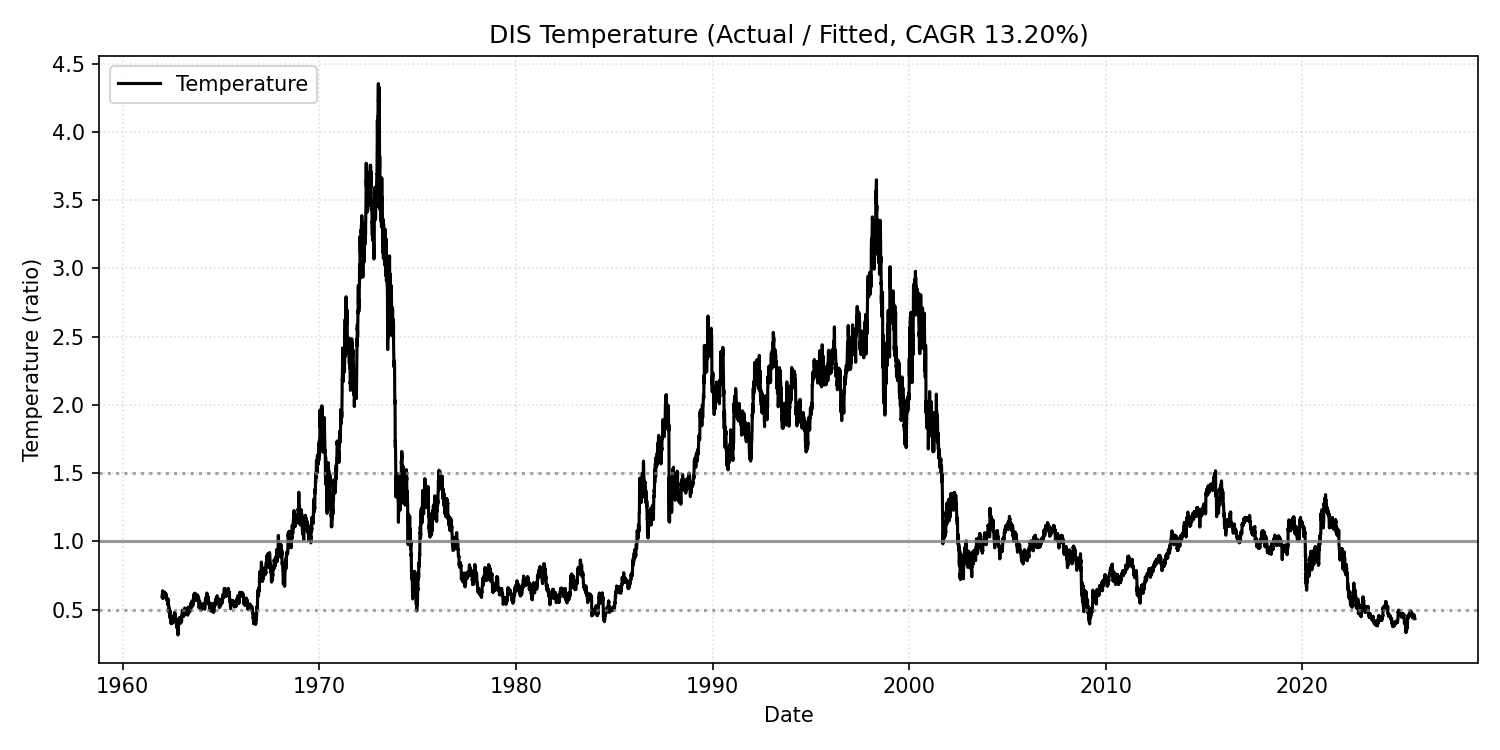 DIS Temperature (Actual / Fitted, CAGR 13.20%)
Temperature
Temperature (ratio)
4.5
4.0
3.5
3.0
2.5
2.0
1.5
1.0
0.5
1960 1970 1980 1990 2000 2010 2020
Date